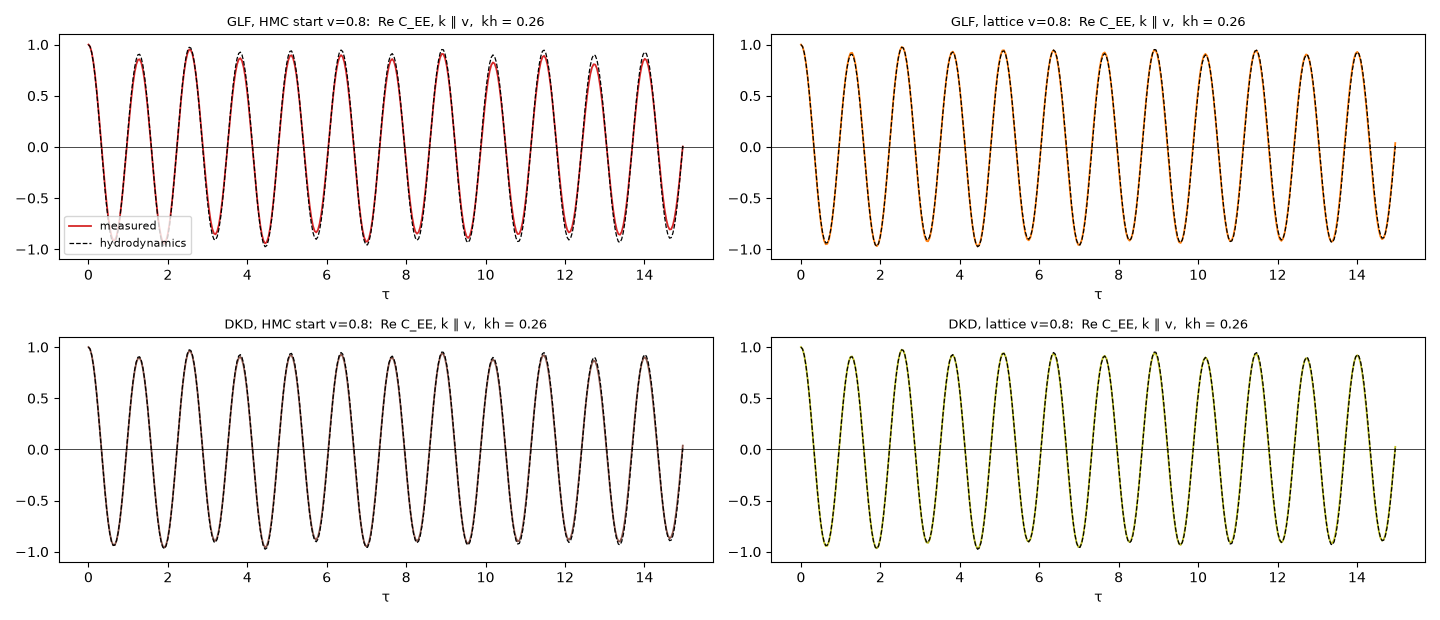 GLF, HMC start v=0.8:  Re C_EE, k ∥ v,  kh = 0.26
1.0
0.5
0.0
−0.5
−1.0
measured
hydrodynamics
0 2 4 6 8 10 12 14
τ
GLF, lattice v=0.8:  Re C_EE, k ∥ v,  kh = 0.26
1.0
0.5
0.0
−0.5
−1.0
0 2 4 6 8 10 12 14
τ
DKD, HMC start v=0.8:  Re C_EE, k ∥ v,  kh = 0.26
1.0
0.5
0.0
−0.5
−1.0
0 2 4 6 8 10 12 14
τ
DKD, lattice v=0.8:  Re C_EE, k ∥ v,  kh = 0.26
1.0
0.5
0.0
−0.5
−1.0
0 2 4 6 8 10 12 14
τ